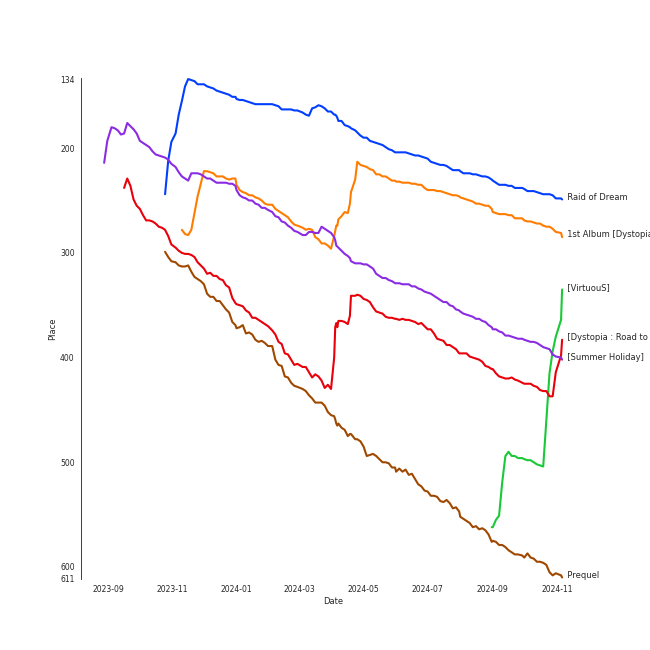 134
200
300
400
500
600
611
Place
2023-09
2023-11
2024-01
2024-03
2024-05
2024-07
2024-09
2024-11
Date
Raid of Dream
1st Album [Dystopia
[VirtuouS]
[Dystopia : Road to
[Summer Holiday]
Prequel